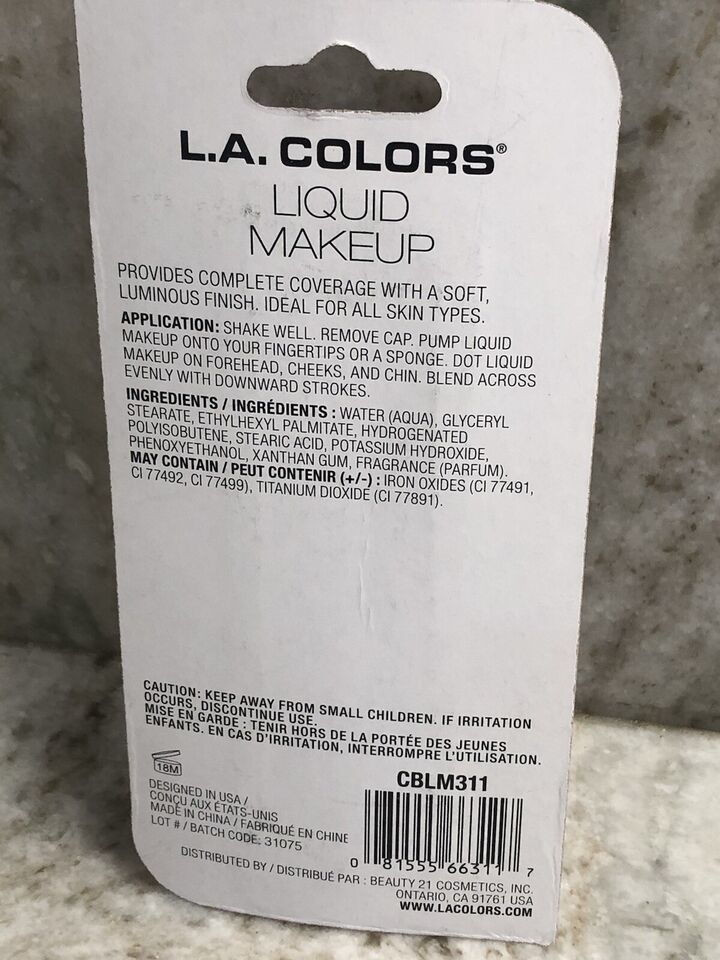 L.A. COLORS®
LIQUID
MAKEUP
PROVIDES COMPLETE COVERAGE WITH A SOFT,
LUMINOUS FINISH. IDEAL FOR ALL SKIN TYPES.
APPLICATION: SHAKE WELL. REMOVE CAP. PUMP LIQUID
MAKEUP ONTO YOUR FINGERTIPS OR A SPONGE. DOT LIQUID
MAKEUP ON FOREHEAD, CHEEKS, AND CHIN. BLEND ACROSS
EVENLY WITH DOWNWARD STROKES.
INGREDIENTS / INGRÉDIENTS : WATER (AQUA), GLYCERYL
STEARATE, ETHYLHEXYL PALMITATE, HYDROGENATED
POLYISOBUTENE, STEARIC ACID, POTASSIUM HYDROXIDE,
PHENOXYETHANOL, XANTHAN GUM, FRAGRANCE (PARFUM).
MAY CONTAIN / PEUT CONTENIR (+/-) : IRON OXIDES (CI 77491,
CI 77492, CI 77499), TITANIUM DIOXIDE (CI 77891).
CAUTION: KEEP AWAY FROM SMALL CHILDREN. IF IRRITATION
OCCURS, DISCONTINUE USE.
MISE EN GARDE : TENIR HORS DE LA PORTÉE DES JEUNES
ENFANTS. EN CAS D'IRRITATION, INTERROMPRE L'UTILISATION.
18M
DESIGNED IN USA /
CONÇU AUX ÉTATS-UNIS
MADE IN CHINA / FABRIQUÉ EN CHINE
LOT # / BATCH CODE: 31075
CBLM311
0 81555 66311 7
DISTRIBUTED BY / DISTRIBUÉ PAR : BEAUTY 21 COSMETICS, INC.
ONTARIO, CA 91761 USA
WWW.LACOLORS.COM